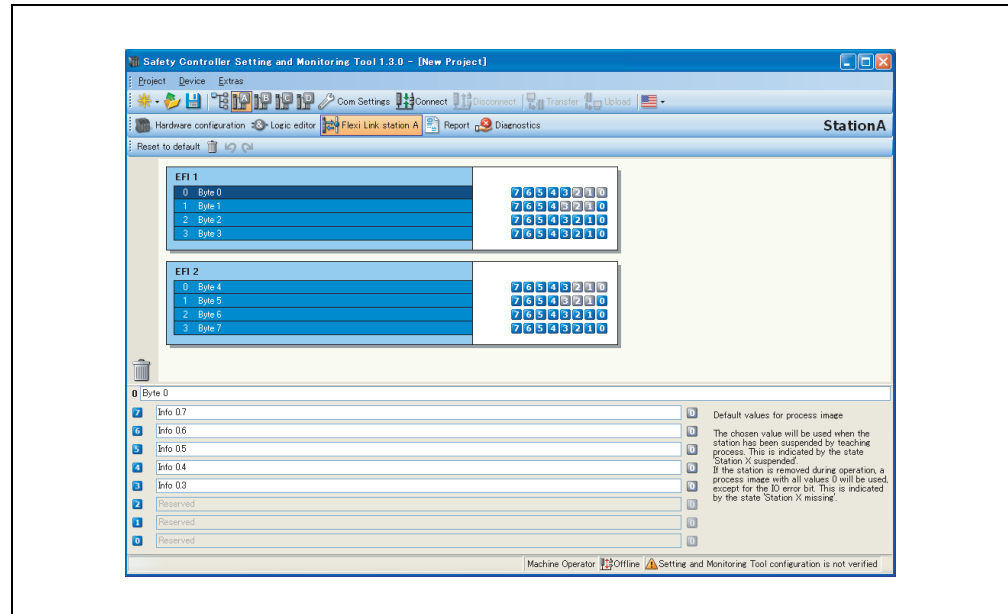 Safety Controller Setting and Monitoring Tool 1.3.0 - [New Project]
Project Device Extras
A B C D Com Settings Connect Disconnect Transfer Upload
Hardware configuration Logic editor Flexi Link station A Report Diagnostics StationA
Reset to default
EFI 1
0 Byte 0 7 6 5 4 3 2 1 0
1 Byte 1 7 6 5 4 3 2 1 0
2 Byte 2 7 6 5 4 3 2 1 0
3 Byte 3 7 6 5 4 3 2 1 0
EFI 2
0 Byte 4 7 6 5 4 3 2 1 0
1 Byte 5 7 6 5 4 3 2 1 0
2 Byte 6 7 6 5 4 3 2 1 0
3 Byte 7 7 6 5 4 3 2 1 0
0 Byte 0
7 Info 0.7 0
6 Info 0.6 0
5 Info 0.5 0
4 Info 0.4 0
3 Info 0.3 0
2 Reserved 0
1 Reserved 0
0 Reserved 0
Default values for process image
The chosen value will be used when the
station has been suspended by teaching
process. This is indicated by the state
'Station X suspended'.
If the station is removed during operation, a
process image with all values 0 will be used,
except for the IO error bit. This is indicated
by the state 'Station X missing'.
Machine Operator Offline Setting and Monitoring Tool configuration is not verified